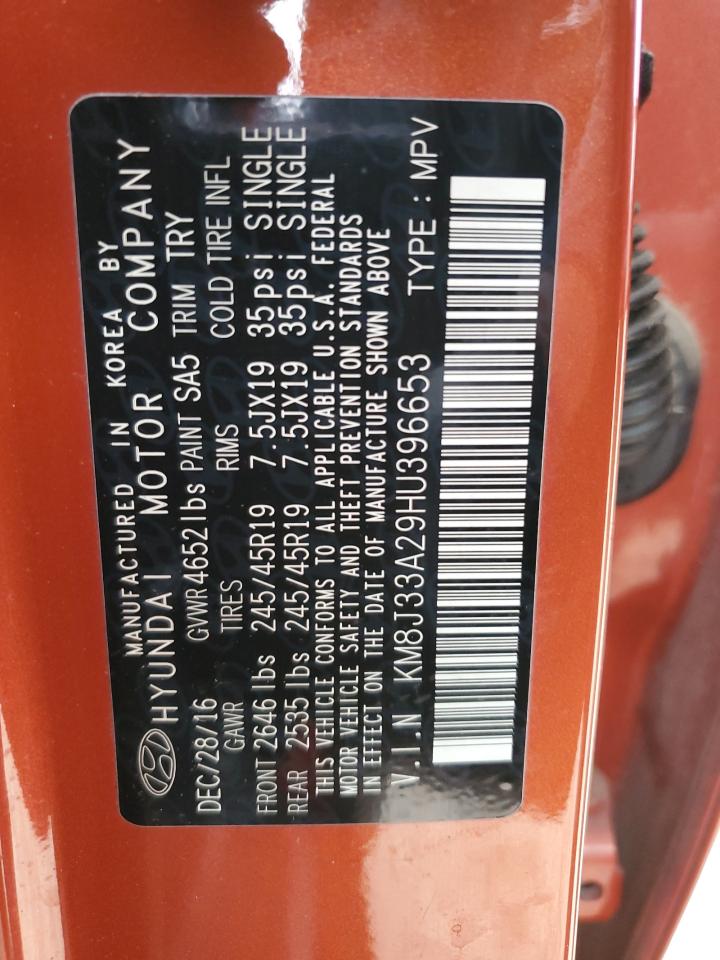 MANUFACTURED IN KOREA BY
HYUNDAI MOTOR COMPANY
DEC/28/16 GVWR 4652 lbs PAINT SA5 TRIM TRY
GAWR TIRES RIMS COLD TIRE INFL
FRONT 2646 lbs 245/45R19 7.5JX19 35psi SINGLE
REAR 2535 lbs 245/45R19 7.5JX19 35psi SINGLE
THIS VEHICLE CONFORMS TO ALL APPLICABLE U.S.A. FEDERAL
MOTOR VEHICLE SAFETY AND THEFT PREVENTION STANDARDS
IN EFFECT ON THE DATE OF MANUFACTURE SHOWN ABOVE
V.I.N KM8J33A29HU396653 TYPE : MPV